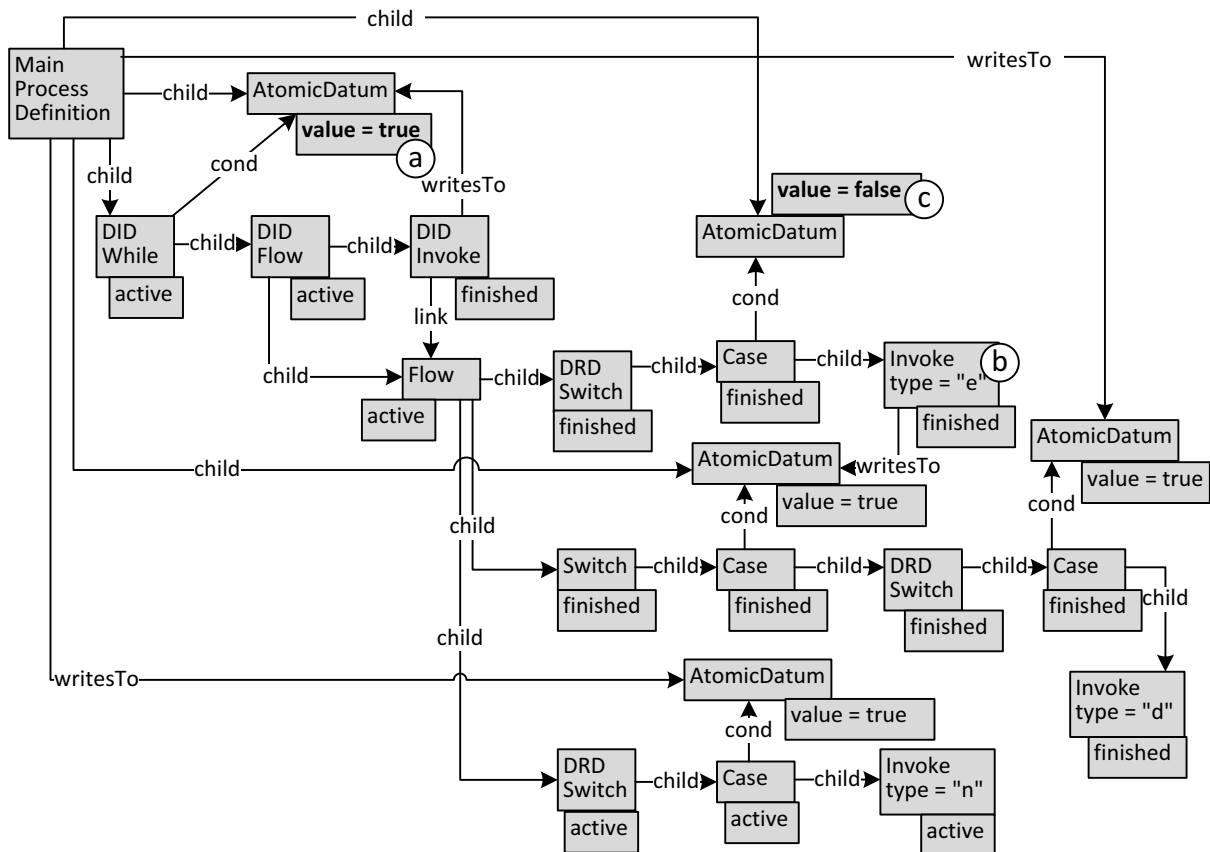 child
Main
Process
Definition
writesTo
child
AtomicDatum
value = true
a
cond
child
writesTo
value = false
c
AtomicDatum
DID
While
active
child
DID
Flow
active
child
DID
Invoke
finished
link
cond
child
Flow
active
child
DRD
Switch
finished
child
Case
finished
child
Invoke
type = "e"
b
finished
AtomicDatum
value = true
child
AtomicDatum
value = true
writesTo
cond
cond
child
Switch
finished
child
Case
finished
child
DRD
Switch
finished
child
Case
finished
child
child
writesTo
AtomicDatum
value = true
Invoke
type = "d"
finished
cond
DRD
Switch
active
child
Case
active
child
Invoke
type = "n"
active